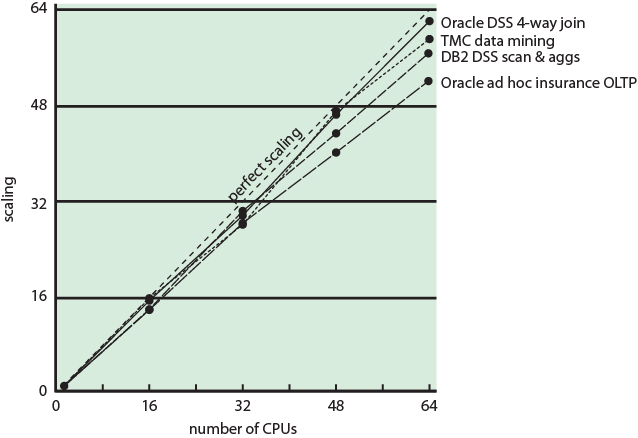 64
Oracle DSS 4-way join
TMC data mining
DB2 DSS scan & aggs
Oracle ad hoc insurance OLTP
48
perfect scaling
scaling
32
16
0
0 16 32 48 64
number of CPUs